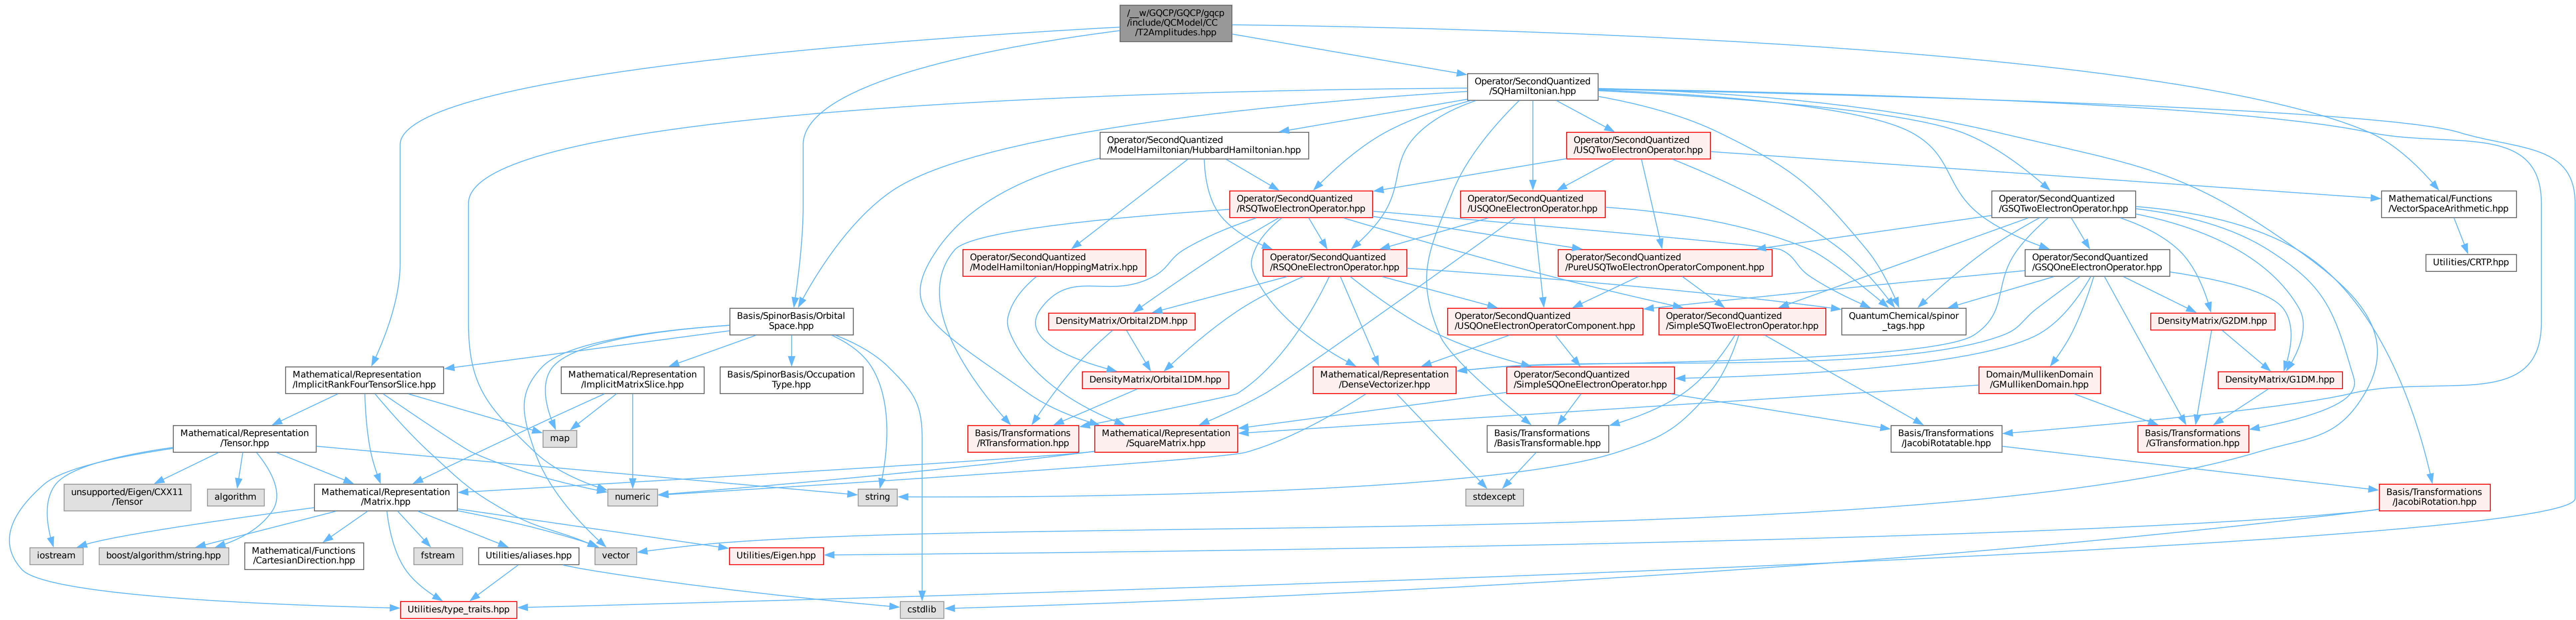 /__w/GQCP/GQCP/gqcp
/include/QCModel/CC
/T2Amplitudes.hpp
Operator/SecondQuantized
/SQHamiltonian.hpp
Operator/SecondQuantized
/ModelHamiltonian/HubbardHamiltonian.hpp
Operator/SecondQuantized
/USQTwoElectronOperator.hpp
Operator/SecondQuantized
/RSQTwoElectronOperator.hpp
Operator/SecondQuantized
/USQOneElectronOperator.hpp
Operator/SecondQuantized
/GSQTwoElectronOperator.hpp
Mathematical/Functions
/VectorSpaceArithmetic.hpp
Operator/SecondQuantized
/ModelHamiltonian/HoppingMatrix.hpp
Operator/SecondQuantized
/RSQOneElectronOperator.hpp
Operator/SecondQuantized
/PureUSQTwoElectronOperatorComponent.hpp
Operator/SecondQuantized
/GSQOneElectronOperator.hpp
Utilities/CRTP.hpp
Basis/SpinorBasis/Orbital
Space.hpp
DensityMatrix/Orbital2DM.hpp
Operator/SecondQuantized
/USQOneElectronOperatorComponent.hpp
Operator/SecondQuantized
/SimpleSQTwoElectronOperator.hpp
QuantumChemical/spinor
_tags.hpp
DensityMatrix/G2DM.hpp
Mathematical/Representation
/ImplicitRankFourTensorSlice.hpp
Mathematical/Representation
/ImplicitMatrixSlice.hpp
Basis/SpinorBasis/Occupation
Type.hpp
DensityMatrix/Orbital1DM.hpp
Mathematical/Representation
/DenseVectorizer.hpp
Operator/SecondQuantized
/SimpleSQOneElectronOperator.hpp
Domain/MullikenDomain
/GMullikenDomain.hpp
DensityMatrix/G1DM.hpp
Mathematical/Representation
/Tensor.hpp
map
Basis/Transformations
/RTransformation.hpp
Mathematical/Representation
/SquareMatrix.hpp
Basis/Transformations
/BasisTransformable.hpp
Basis/Transformations
/JacobiRotatable.hpp
Basis/Transformations
/GTransformation.hpp
unsupported/Eigen/CXX11
/Tensor
algorithm
Mathematical/Representation
/Matrix.hpp
numeric
string
stdexcept
Basis/Transformations
/JacobiRotation.hpp
iostream
boost/algorithm/string.hpp
Mathematical/Functions
/CartesianDirection.hpp
fstream
Utilities/aliases.hpp
vector
Utilities/Eigen.hpp
Utilities/type_traits.hpp
cstdlib